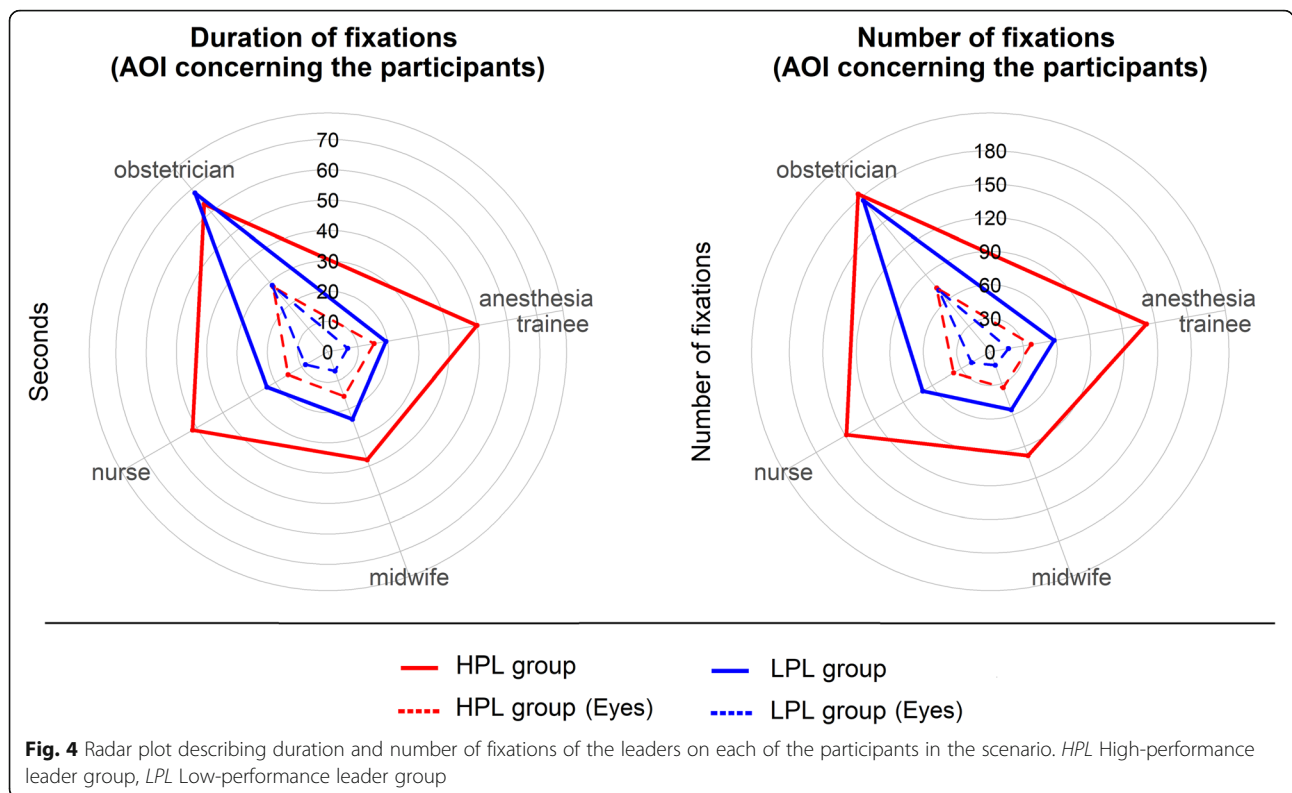 Duration of fixations
(AOI concerning the participants)
Seconds
70
60
50
40
30
20
10
0
obstetrician
anesthesia
trainee
nurse
midwife
Number of fixations
(AOI concerning the participants)
Number of fixations
180
150
120
90
60
30
0
obstetrician
anesthesia
trainee
nurse
midwife
HPL group
LPL group
HPL group (Eyes)
LPL group (Eyes)
Fig. 4 Radar plot describing duration and number of fixations of the leaders on each of the participants in the scenario. HPL High-performance
leader group, LPL Low-performance leader group